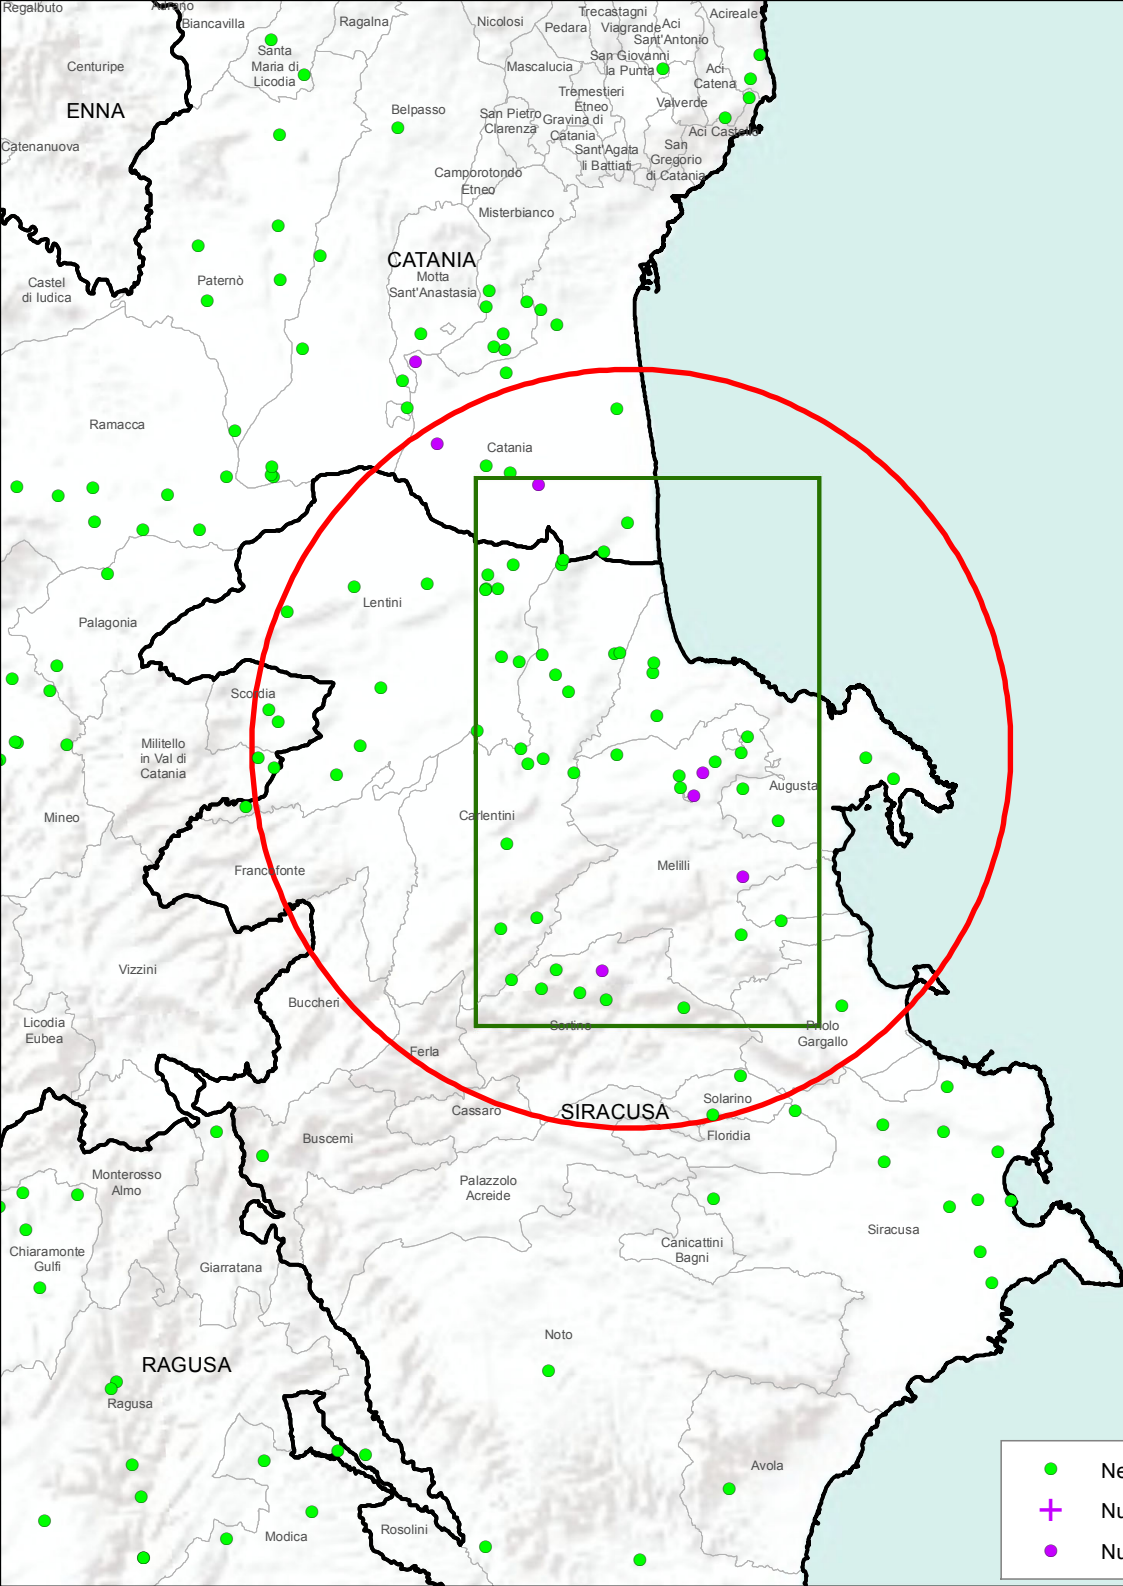 Regalbuto
Adrano
Biancavilla
Ragalna
Nicolosi
Trecastagni
Pedara
Viagrande
Aci
Sant'Antonio
Acireale
Centuripe
Santa
Maria di
Licodia
Mascalucia
San Giovanni
la Punta
Aci
Catena
ENNA
Belpasso
Tremestieri
Etneo
Valverde
San Pietro
Clarenza
Gravina di
Catania
Aci Castello
Catenanuova
Sant'Agata
li Battiati
San
Gregorio
di Catania
Camporotondo
Etneo
Misterbianco
CATANIA
Castel
di Iudica
Paternò
Motta
Sant'Anastasia
Ramacca
Catania
Lentini
Palagonia
Scordia
Militello
in Val di
Catania
Augusta
Mineo
Carlentini
Francofonte
Melilli
Vizzini
Buccheri
Licodia
Eubea
Sortino
Priolo
Gargallo
Ferla
Solarino
Cassaro
SIRACUSA
Buscemi
Floridia
Monterosso
Almo
Palazzolo
Acreide
Siracusa
Chiaramonte
Gulfi
Giarratana
Canicattini
Bagni
Noto
RAGUSA
Ragusa
Avola
Modica
Rosolini
Ne
Nu
Nu